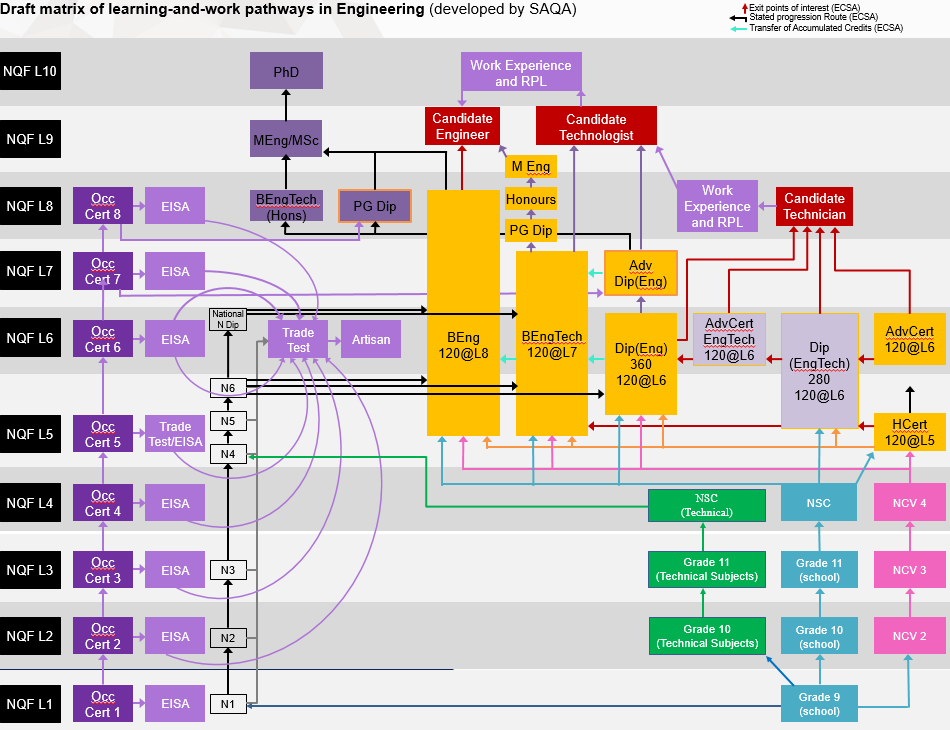 Draft matrix of learning-and-work pathways in Engineering (developed by SAQA)
Exit points of interest (ECSA)
Stated progression Route (ECSA)
Transfer of Accumulated Credits (ECSA)
NQF L10
PhD
Work Experience
and RPL
NQF L9
MEng/MSc
Candidate
Engineer
Candidate
Technologist
M Eng
NQF L8
Occ
Cert 8
EISA
BEngTech
(Hons)
PG Dip
Honours
PG Dip
Work
Experience
and RPL
Candidate
Technician
NQF L7
Occ
Cert 7
EISA
Adv
Dip(Eng)
NQF L6
Occ
Cert 6
EISA
National
N Dip
Trade
Test
Artisan
BEng
120@L8
BEngTech
120@L7
Dip(Eng)
360
120@L6
AdvCert
EngTech
120@L6
Dip
(EngTech)
280
120@L6
AdvCert
120@L6
N6
NQF L5
Occ
Cert 5
Trade
Test/EISA
N5
N4
HCert
120@L5
NQF L4
Occ
Cert 4
EISA
NSC
(Technical)
NSC
NCV 4
NQF L3
Occ
Cert 3
EISA
N3
Grade 11
(Technical Subjects)
Grade 11
(school)
NCV 3
NQF L2
Occ
Cert 2
EISA
N2
Grade 10
(Technical Subjects)
Grade 10
(school)
NCV 2
NQF L1
Occ
Cert 1
EISA
N1
Grade 9
(school)